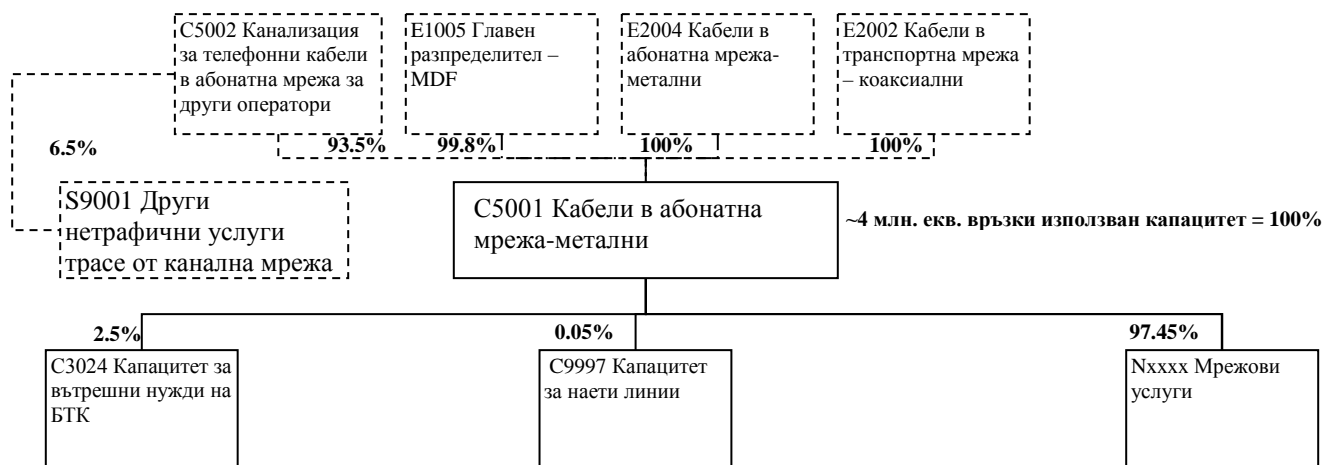 C5002 Канализация
за телефонни кабели
в абонатна мрежа за
други оператори
E1005 Главен
разпределител –
MDF
E2004 Кабели в
абонатна мрежа-
метални
E2002 Кабели в
транспортна мрежа
– коаксиални
6.5%
93.5%
99.8%
100%
100%
S9001 Други
нетрафични услуги
трасе от канална мрежа
C5001 Кабели в абонатна
мрежа-метални
~4 млн. екв. връзки използван капацитет = 100%
2.5%
0.05%
97.45%
C3024 Капацитет за
вътрешни нужди на
БТК
C9997 Капацитет
за наети линии
Nxxxx Мрежови
услуги